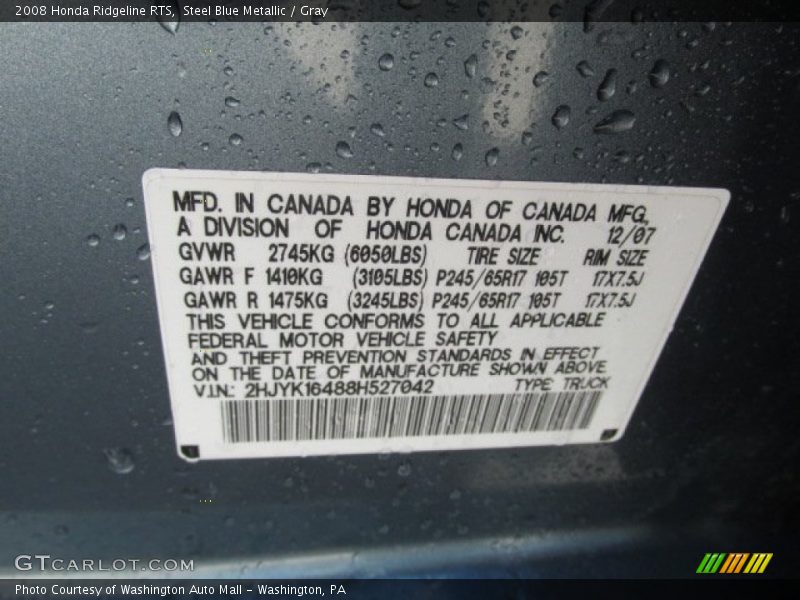 2008 Honda Ridgeline RTS, Steel Blue Metallic / Gray
MFD. IN CANADA BY HONDA OF CANADA MFG.,
A DIVISION OF HONDA CANADA INC. 12/07
GVWR 2745KG (6050LBS) TIRE SIZE RIM SIZE
GAWR F 1410KG (3105LBS) P245/65R17 105T 17X7.5J
GAWR R 1475KG (3245LBS) P245/65R17 105T 17X7.5J
THIS VEHICLE CONFORMS TO ALL APPLICABLE
FEDERAL MOTOR VEHICLE SAFETY
AND THEFT PREVENTION STANDARDS IN EFFECT
ON THE DATE OF MANUFACTURE SHOWN ABOVE.
V.I.N.: 2HJYK16488H527042 TYPE: TRUCK
GTCARLOT.COM
Photo Courtesy of Washington Auto Mall - Washington, PA